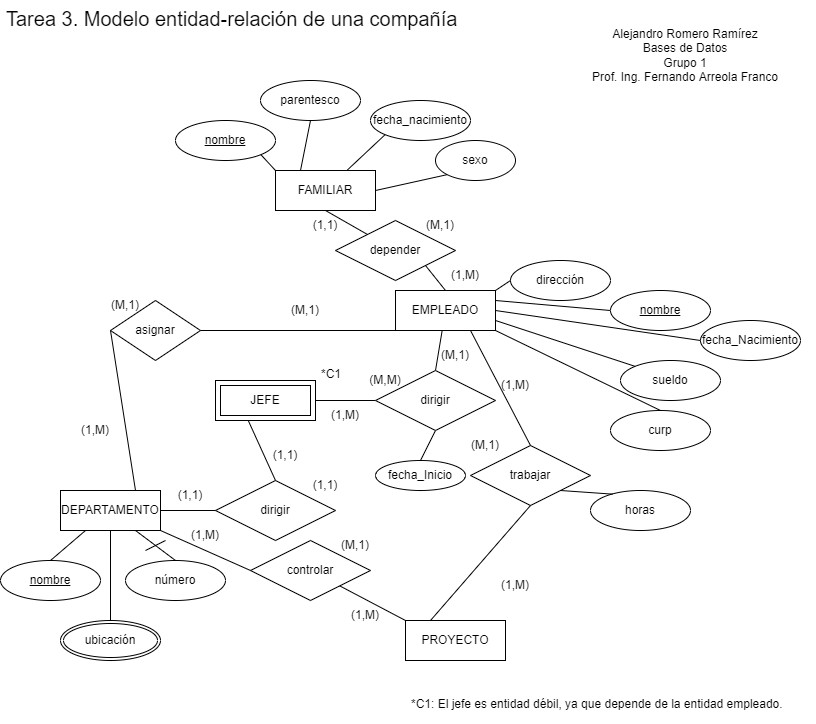 Tarea 3. Modelo entidad-relación de una compañía
Alejandro Romero Ramírez
Bases de Datos
Grupo 1
Prof. Ing. Fernando Arreola Franco
parentesco
fecha_nacimiento
nombre
sexo
FAMILIAR
(1,1)
(M,1)
depender
(1,M)
dirección
(M,1)
asignar
(M,1)
EMPLEADO
nombre
fecha_Nacimiento
(M,1)
*C1
(M,M)
sueldo
(1,M)
JEFE
dirigir
(1,M)
(1,M)
curp
(M,1)
(1,1)
fecha_Inicio
trabajar
(1,1)
(1,1)
DEPARTAMENTO
dirigir
horas
(1,M)
(M,1)
controlar
nombre
número
(1,M)
(1,M)
ubicación
PROYECTO
*C1: El jefe es entidad débil, ya que depende de la entidad empleado.